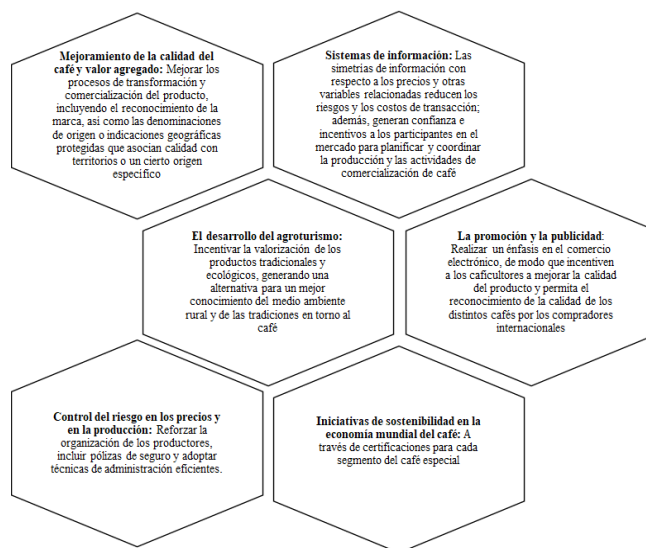 Mejoramiento de la calidad del
café y valor agregado: Mejorar los
procesos de transformación y
comercialización del producto,
incluyendo el reconocimiento de la
marca, así como las denominaciones
de origen o indicaciones geográficas
protegidas que asocian calidad con
territorios o un cierto origen
especifico
Sistemas de información: Las
simetrias de información con
respecto a los precios y otras
variables relacionadas reducen los
riesgos y los costos de transacción;
además, generan confianza e
incentivos a los participantes en el
mercado para planificar y coordinar
la producción y las actividades de
comercialización de café
El desarrollo del agroturismo:
Incentivar la valorización de los
productos tradicionales y
ecológicos, generando una
alternativa para un mejor
conocimiento del medio ambiente
rural y de las tradiciones en torno al
café
La promoción y la publicidad:
Realizar un énfasis en el comercio
electrónico, de modo que incentiven
a los caficultores a mejorar la calidad
del producto y permita el
reconocimiento de la calidad de los
distintos cafés por los compradores
internacionales
Control del riesgo en los precios y
en la producción: Reforzar la
organización de los productores,
incluir pólizas de seguro y adoptar
técnicas de administración eficientes.
Iniciativas de sostenibilidad en la
economía mundial del café: A
través de certificaciones para cada
segmento del café especial